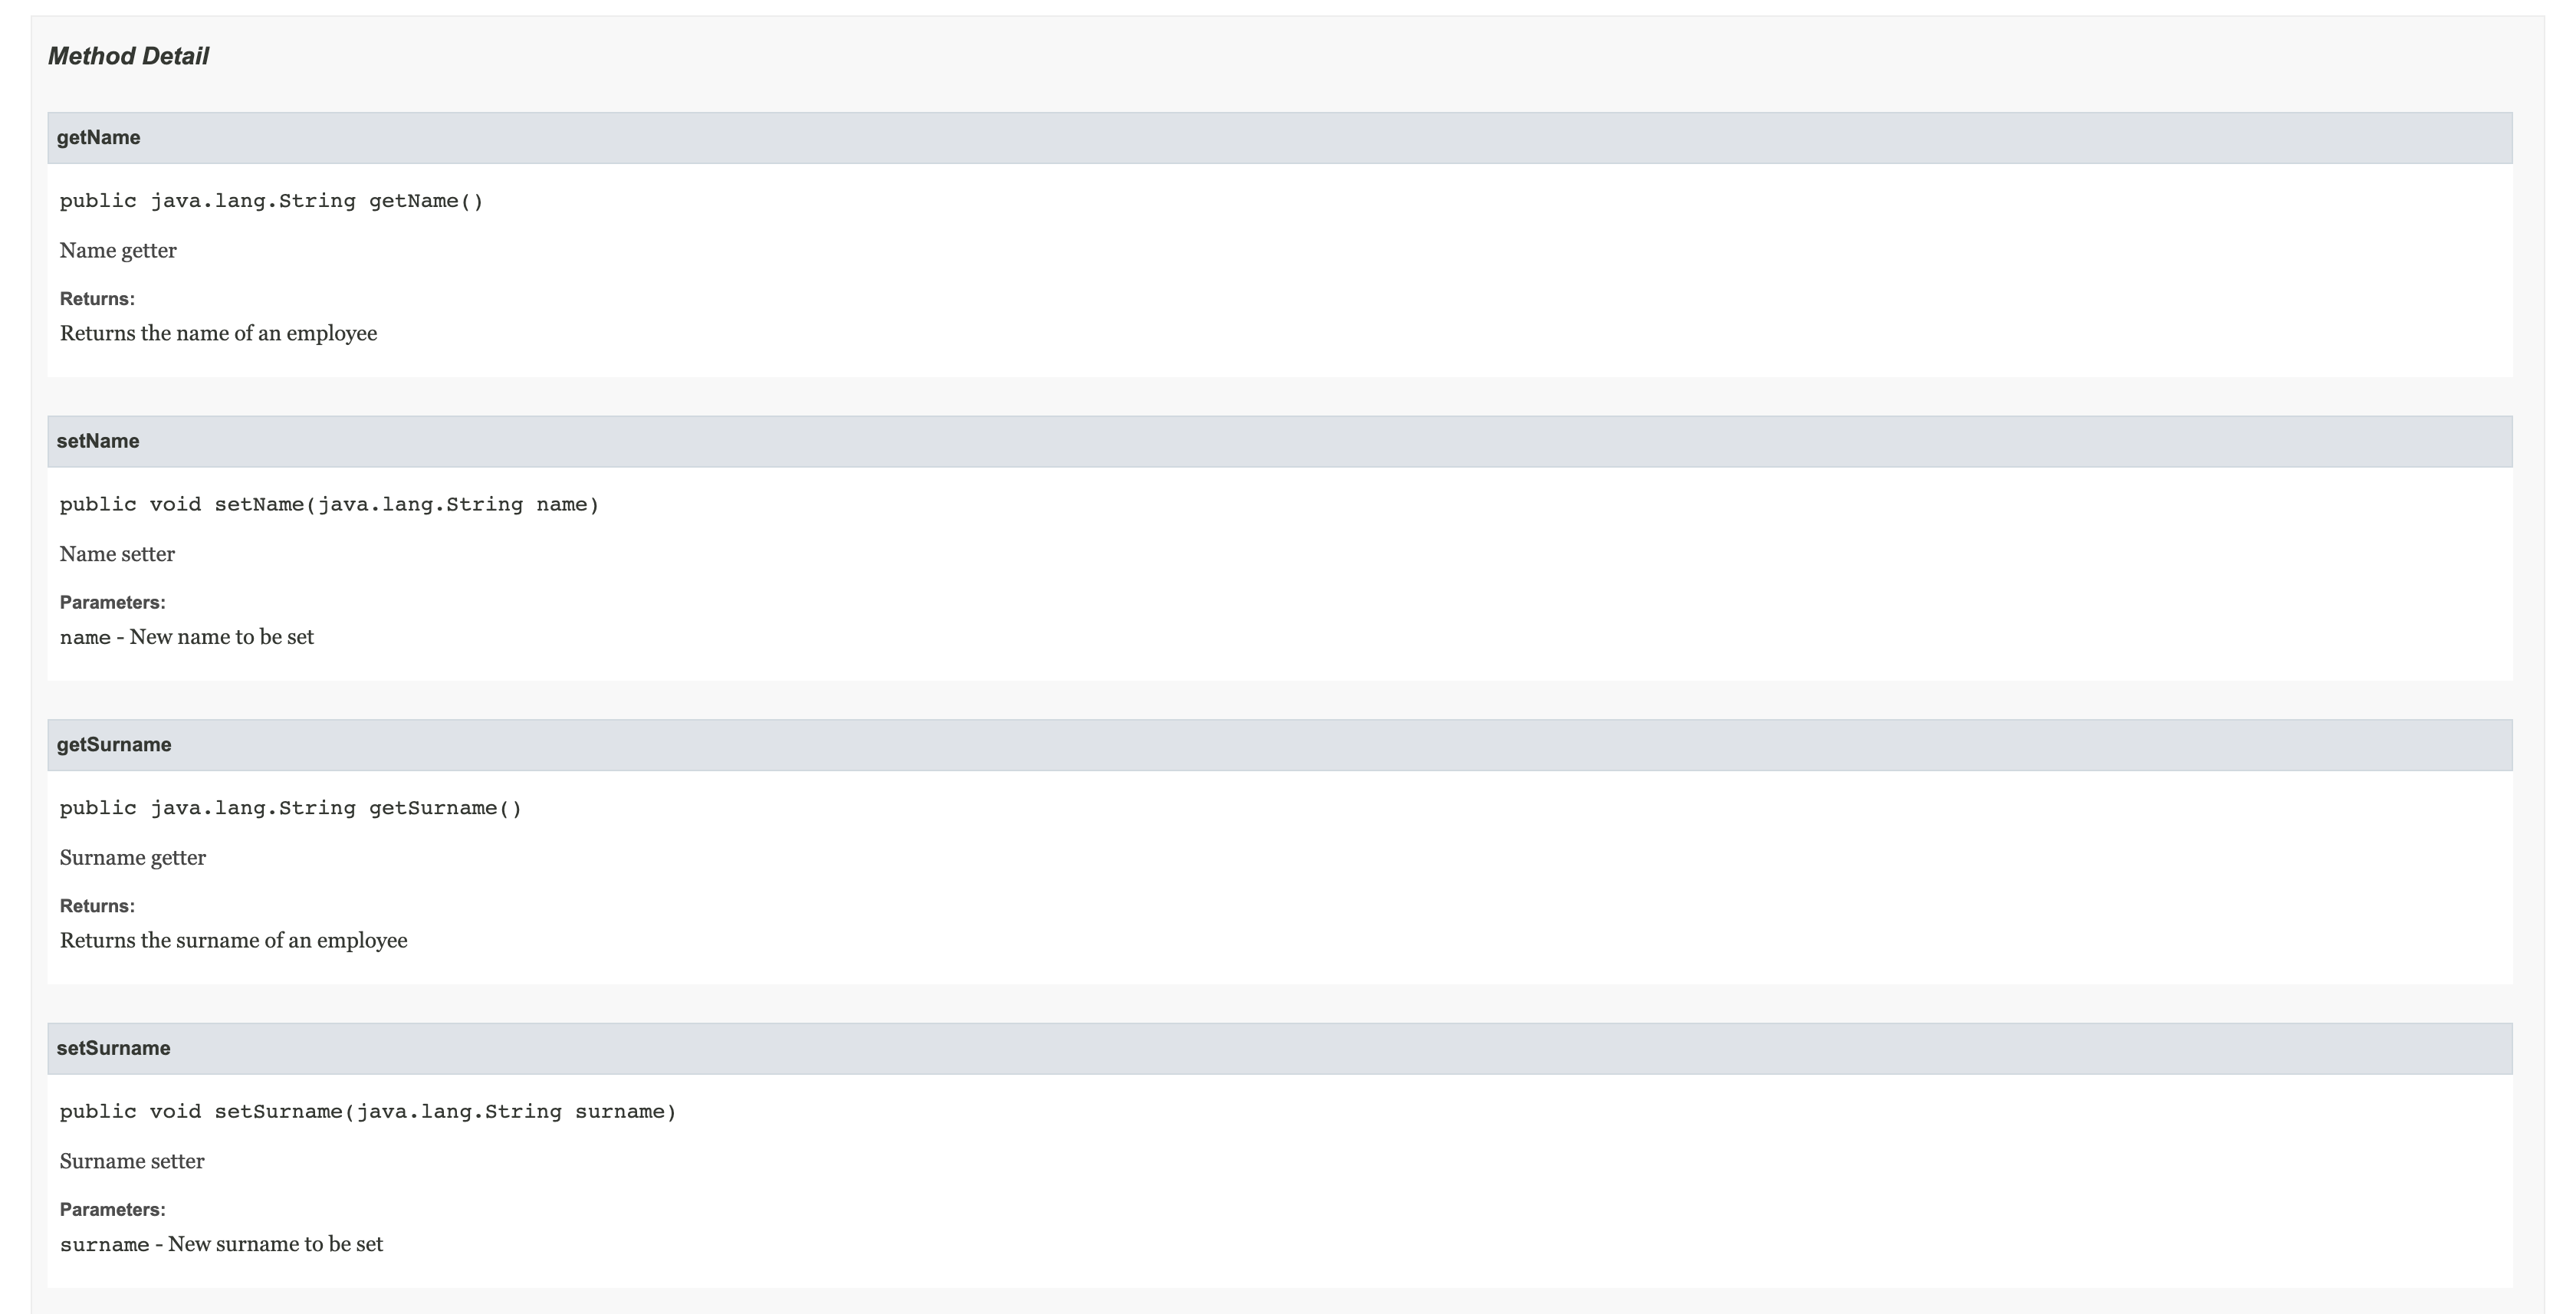 Method Detail
getName
public java.lang.String getName()
Name getter
Returns:
Returns the name of an employee
setName
public void setName(java.lang.String name)
Name setter
Parameters:
name - New name to be set
getSurname
public java.lang.String getSurname()
Surname getter
Returns:
Returns the surname of an employee
setSurname
public void setSurname(java.lang.String surname)
Surname setter
Parameters:
surname - New surname to be set